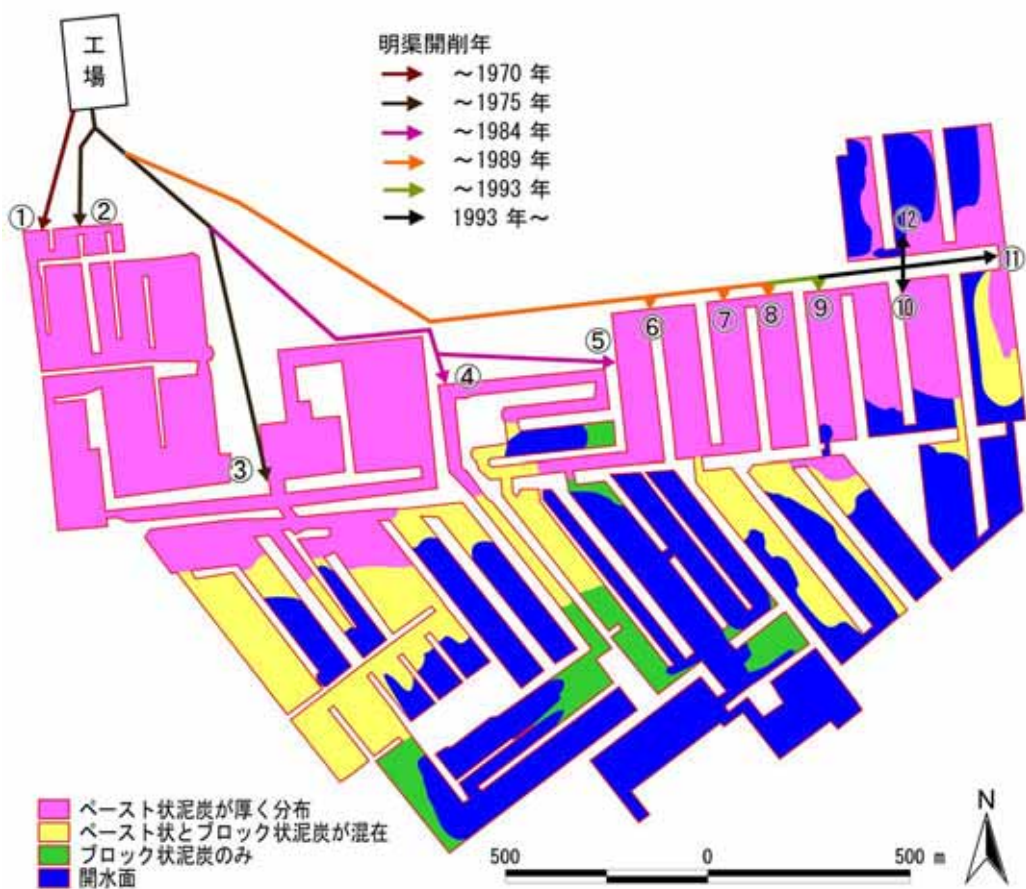 工
場
明渠開削年
～1970 年
～1975 年
～1984 年
～1989 年
～1993 年
1993 年～
①
②
③
④
⑤
⑥
⑦
⑧
⑨
⑩
⑪
⑫
ペースト状泥炭が厚く分布
ペースト状とブロック状泥炭が混在
ブロック状泥炭のみ
開水面
500 0 500 m
N